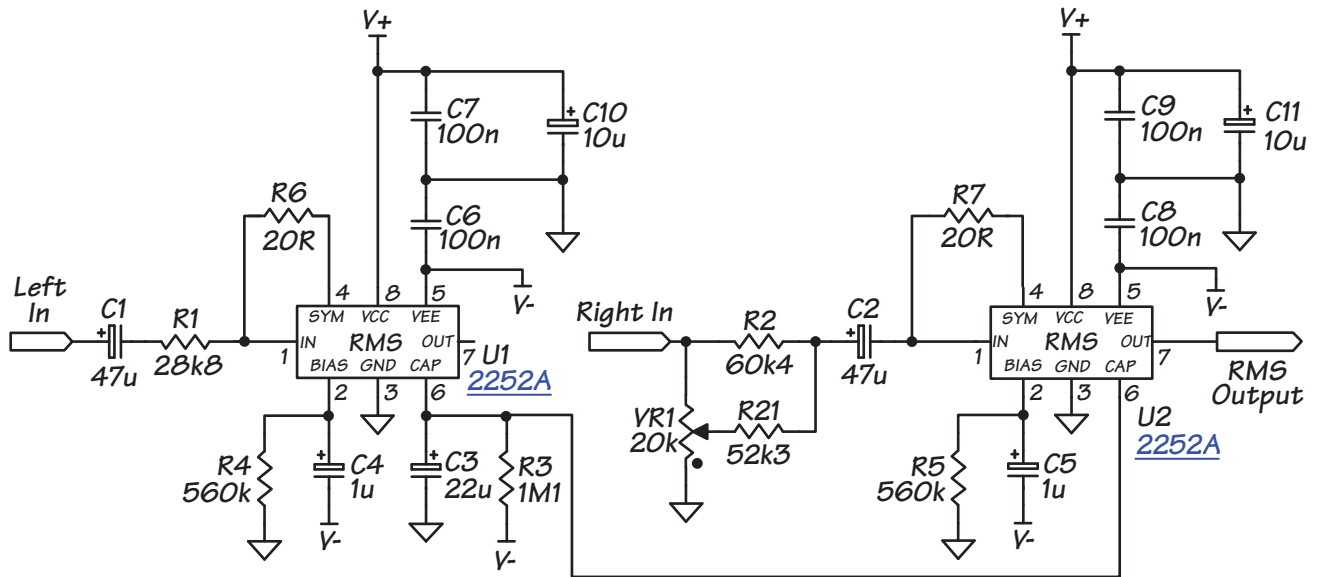 V+
C7
100n
+
C10
10u
R6
20R
C6
100n
V-
Left
In
+
C1
47u
R1
28k8
4
8
5
SYM
VCC
VEE
1
IN
RMS
OUT
7
BIAS
GND
CAP
2
3
6
U1
2252A
R4
560k
+
C4
1u
V-
+
C3
22u
R3
1M1
V-
Right In
R2
60k4
VR1
20k
R21
52k3
+
C2
47u
V+
C9
100n
+
C11
10u
R7
20R
C8
100n
V-
4
8
5
SYM
VCC
VEE
1
IN
RMS
OUT
7
BIAS
GND
CAP
2
3
6
U2
2252A
RMS
Output
R5
560k
+
C5
1u
V-